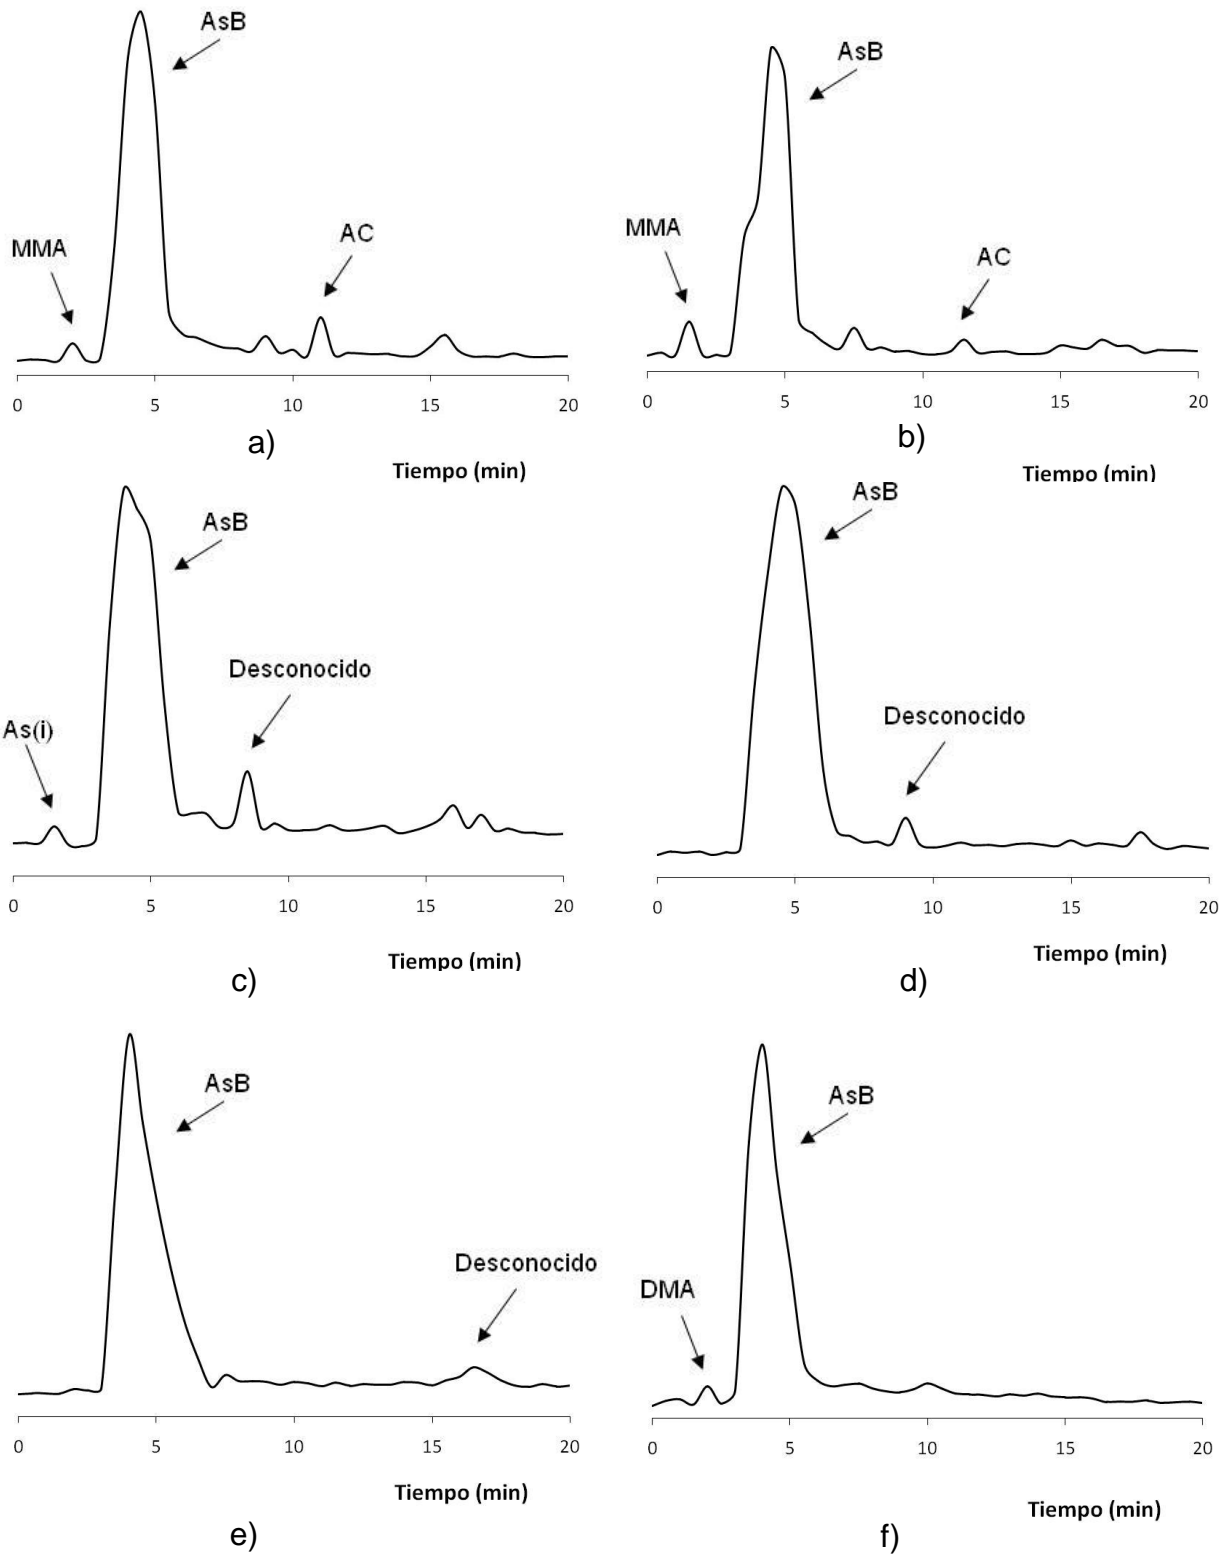 AsB
MMA
AC
0 5 10 15 20
a)
Tiempo (min)
AsB
MMA
AC
0 5 10 15 20
b)
Tiempo (min)
AsB
Desconocido
As(i)
0 5 10 15 20
Tiempo (min)
c)
AsB
Desconocido
0 5 10 15 20
Tiempo (min)
d)
AsB
Desconocido
0 5 10 15 20
Tiempo (min)
e)
AsB
DMA
0 5 10 15 20
Tiempo (min)
f)